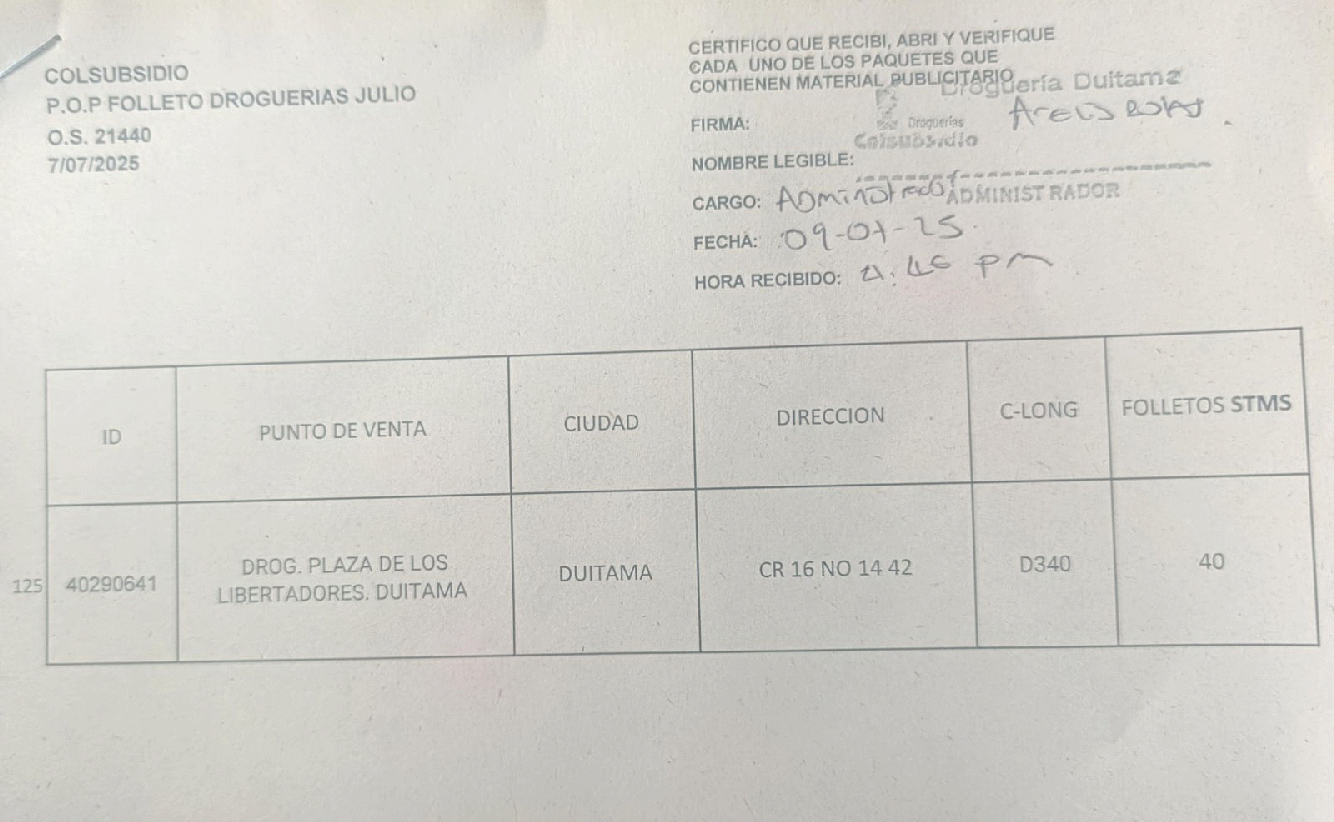 COLSUBSIDIO
P.O.P FOLLETO DROGUERIAS JULIO
O.S. 21440
7/07/2025
CERTIFICO QUE RECIBI, ABRI Y VERIFIQUE
CADA UNO DE LOS PAQUETES QUE
CONTIENEN MATERIAL PUBLICITARIO
Droguería Duitama
FIRMA:
Droguerías
Colsubsidio
NOMBRE LEGIBLE:
CARGO: Administrador
ADMINISTRADOR
FECHA: 09-07-25
HORA RECIBIDO: pm
ID PUNTO DE VENTA CIUDAD DIRECCION C-LONG FOLLETOS STMS
125 40290641 DROG. PLAZA DE LOS LIBERTADORES. DUITAMA DUITAMA CR 16 NO 14 42 D340 40